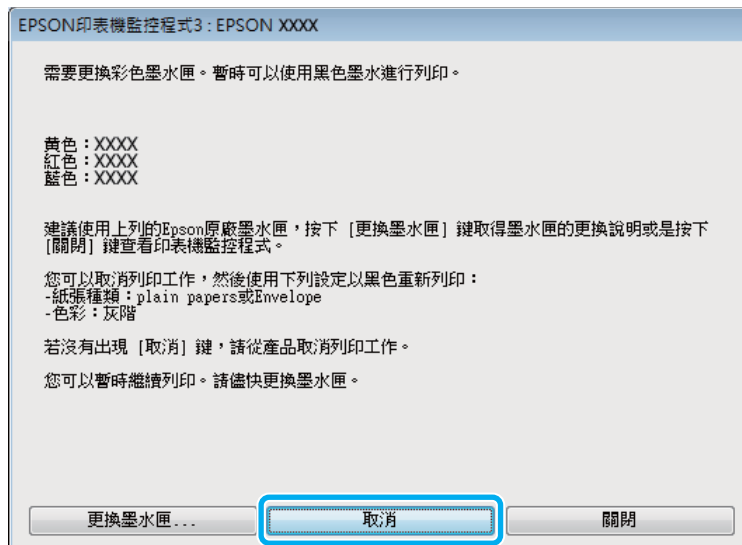 EPSON印表機監控程式3 : EPSON XXXX
需要更換彩色墨水匣。暫時可以使用黑色墨水進行列印。
黃色：XXXX
紅色：XXXX
藍色：XXXX
建議使用上列的Epson原廠墨水匣，按下 [更換墨水匣] 鍵取得墨水匣的更換說明或是按下
[關閉] 鍵查看印表機監控程式。
您可以取消列印工作，然後使用下列設定以黑色重新列印：
-紙張種類：plain papers或Envelope
-色彩：灰階
若沒有出現 [取消] 鍵，請從產品取消列印工作。
您可以暫時繼續列印。請儘快更換墨水匣。
更換墨水匣...
取消
關閉